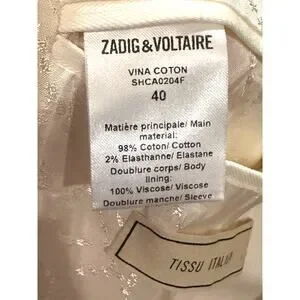 ZADIG & VOLTAIRE
VINA COTON
SHCA0204F
40
Matière principale/ Main
material:
98% Coton/ Cotton
2% Elasthanne/ Elastane
Doublure corps/ Body
lining:
100% Viscose/ Viscose
Doublure manche/ Sleeve
TISSU